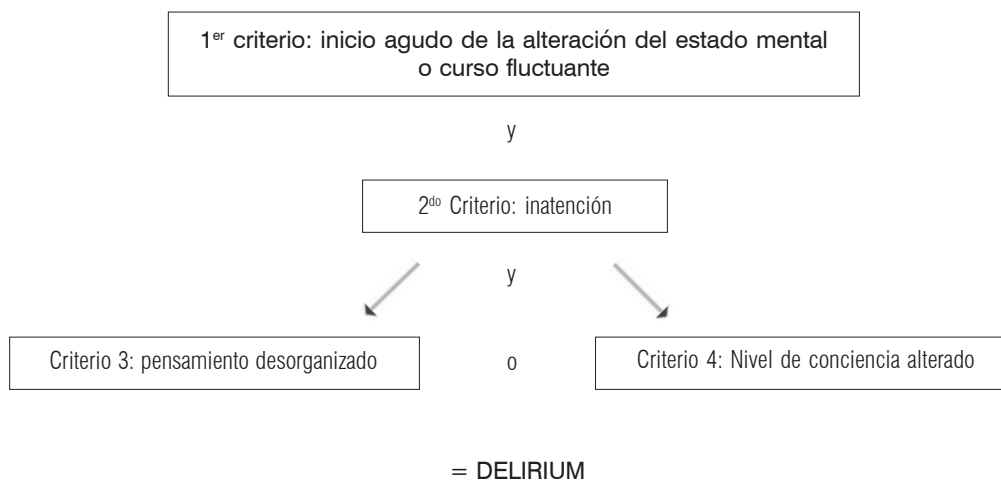 1er criterio: inicio agudo de la alteración del estado mental
o curso fluctuante
y
2do Criterio: inatención
y
Criterio 3: pensamiento desorganizado
o
Criterio 4: Nivel de conciencia alterado
= DELIRIUM